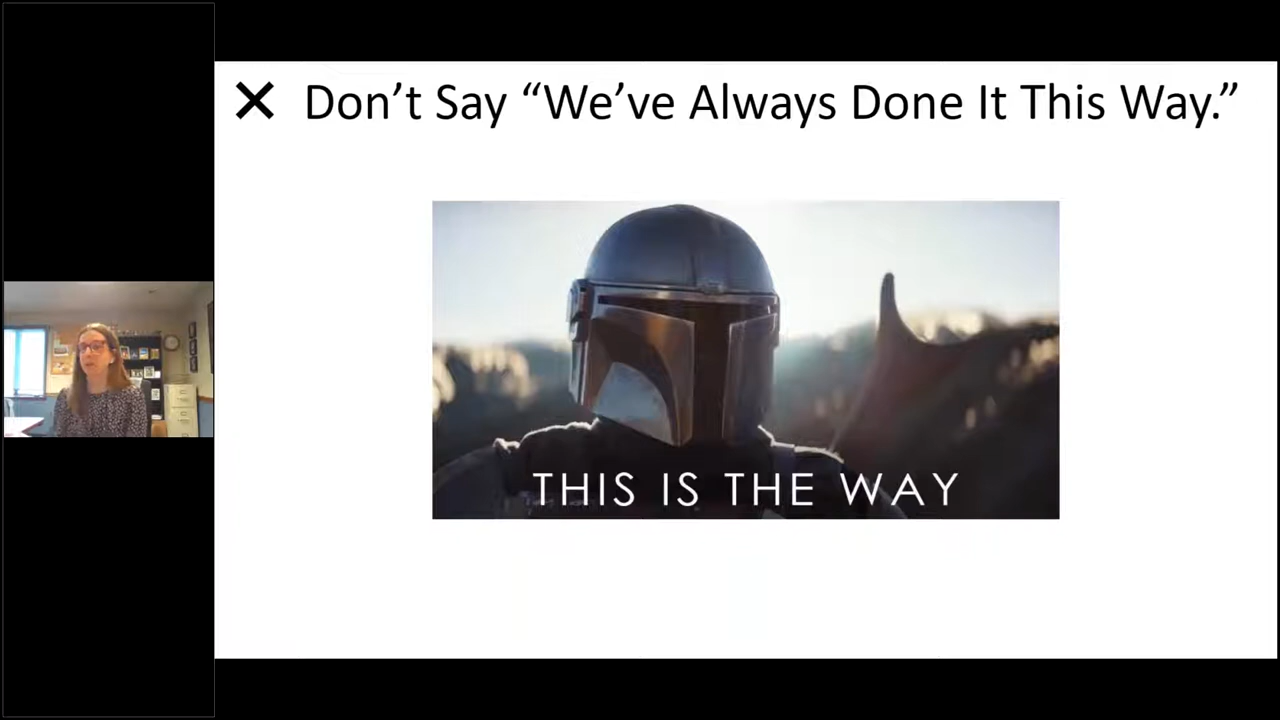 ✕ Don’t Say “We’ve Always Done It This Way.”
THIS IS THE WAY